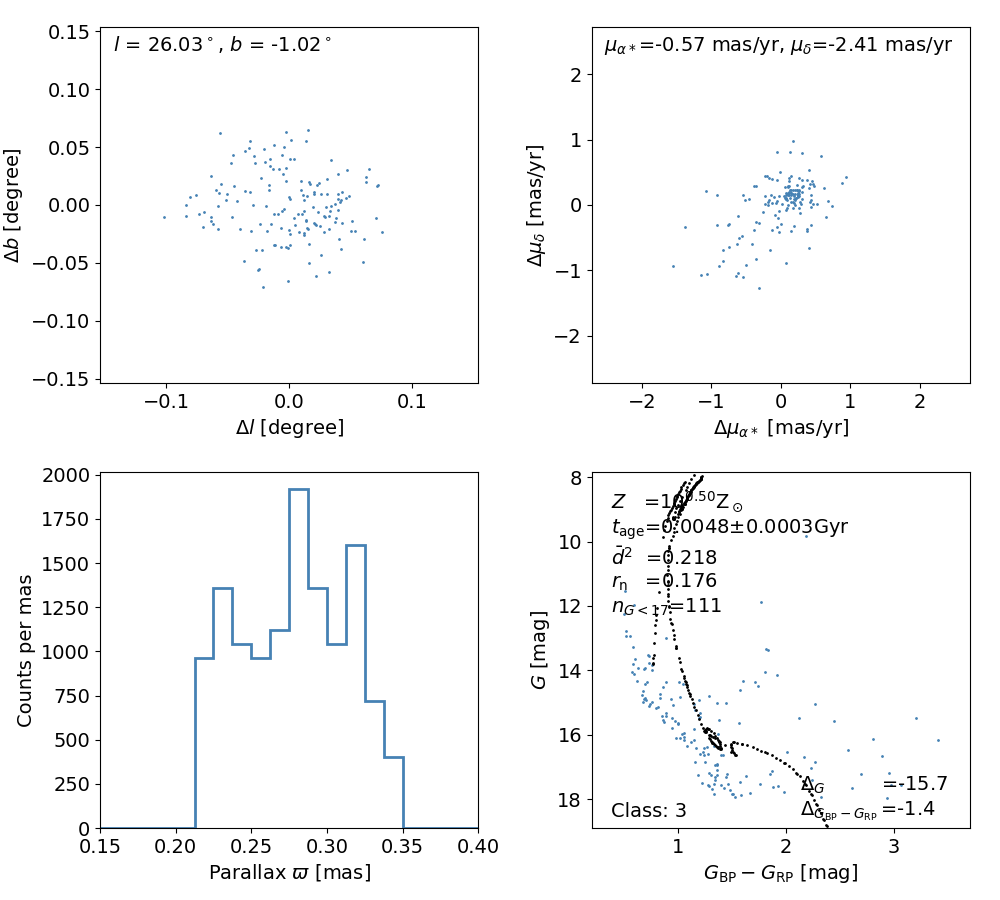 l = 26.03°, b = -1.02°
0.15
0.10
0.05
0.00
−0.05
−0.10
−0.15
Δb [degree]
−0.1 0.0 0.1
Δl [degree]
μα*=-0.57 mas/yr, μδ=-2.41 mas/yr
2
1
0
−1
−2
Δμδ [mas/yr]
−2 −1 0 1 2
Δμα* [mas/yr]
2000
1750
1500
1250
1000
750
500
250
0
Counts per mas
0.15 0.20 0.25 0.30 0.35 0.40
Parallax ϖ [mas]
8
10
12
14
16
18
G [mag]
Z =10^0.50 Z⊙
t_age=0.0048±0.0003Gyr
d̄² =0.218
r_η =0.176
n_G<17=111
Δ_G =-15.7
Δ_GBP−GRP =-1.4
Class: 3
1 2 3
G_BP − G_RP [mag]